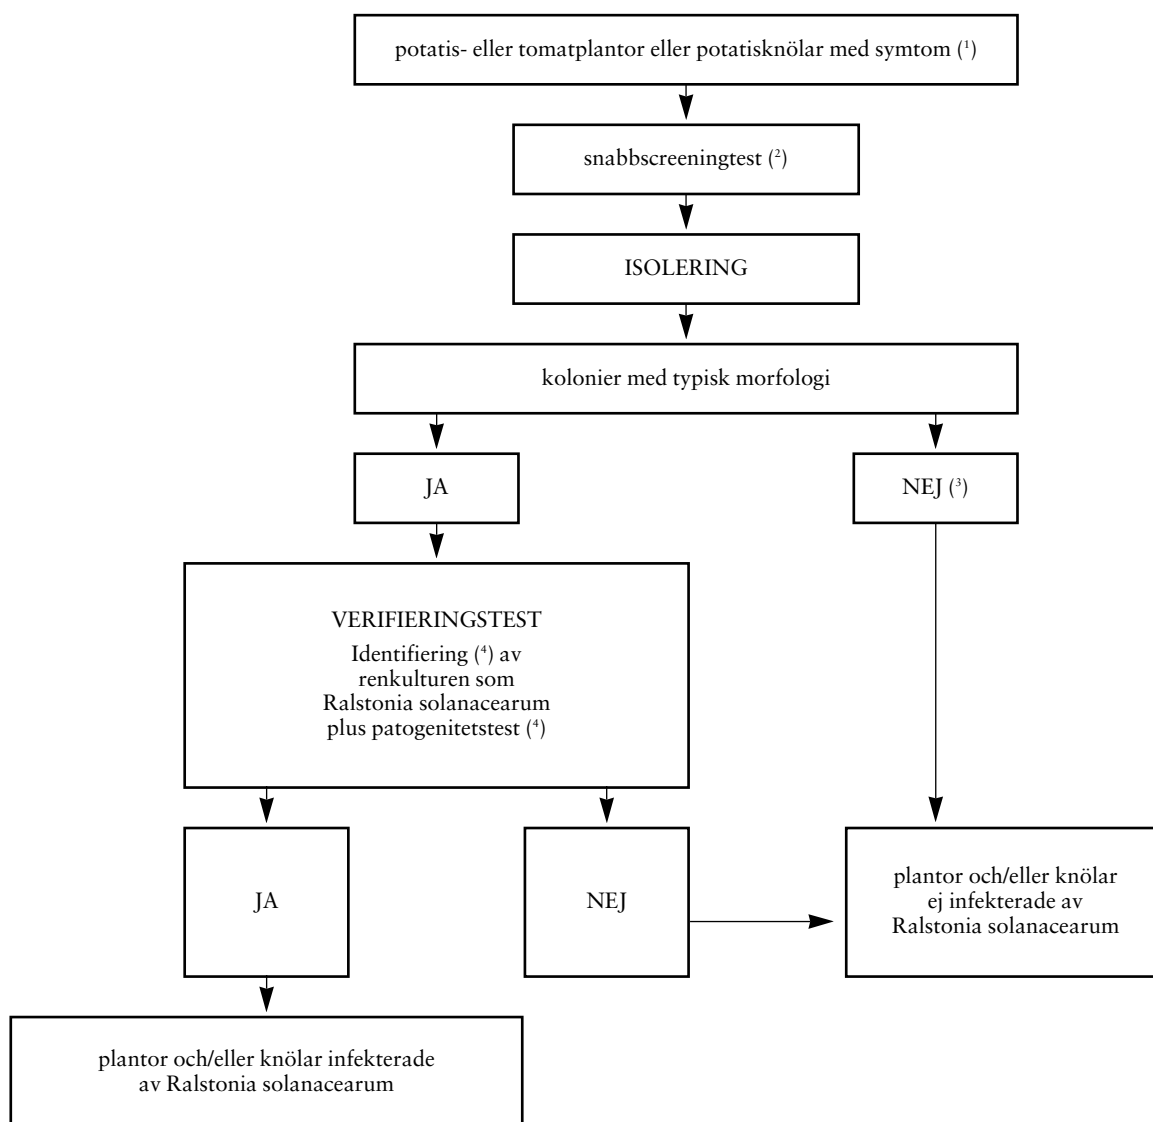 potatis- eller tomatplantor eller potatisknölar med symtom (¹)
snabbscreeningtest (²)
ISOLERING
kolonier med typisk morfologi
JA
NEJ (³)
VERIFIERINGSTEST
Identifiering (⁴) av
renkulturen som
Ralstonia solanacearum
plus patogenitetstest (⁴)
JA
NEJ
plantor och/eller knölar
ej infekterade av
Ralstonia solanacearum
plantor och/eller knölar infekterade
av Ralstonia solanacearum